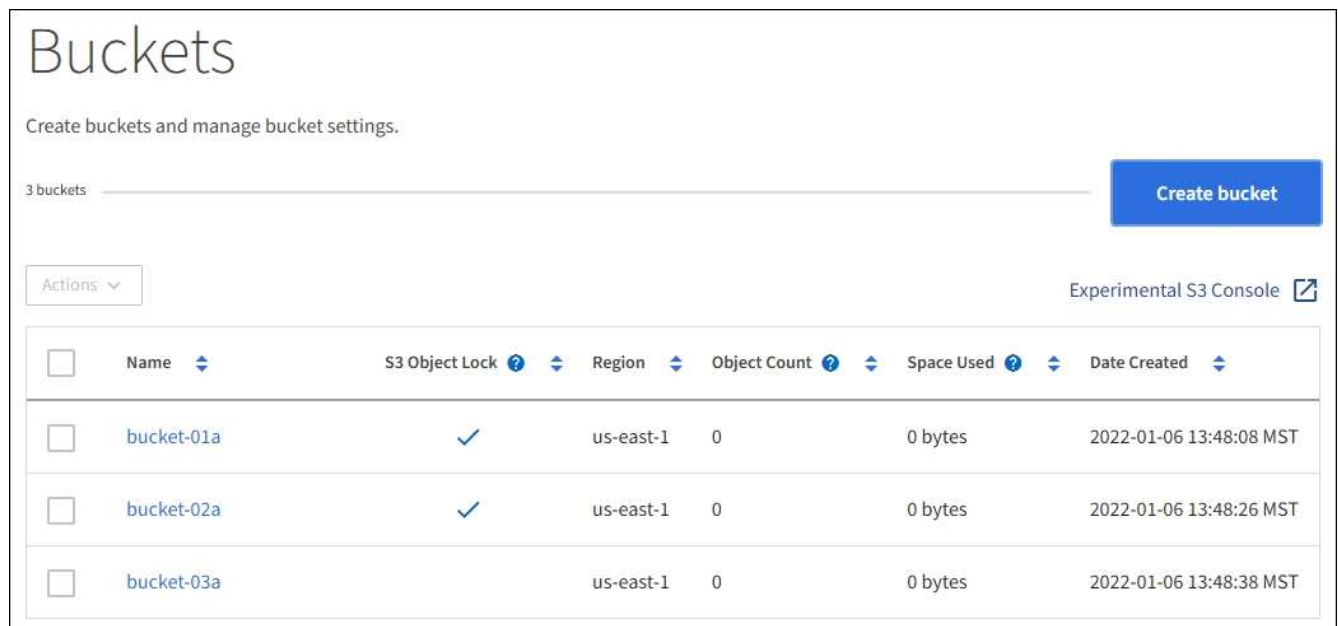 Buckets
Create buckets and manage bucket settings.
3 buckets
Create bucket
Actions
Experimental S3 Console
Name S3 Object Lock ? Region Object Count ? Space Used ? Date Created
bucket-01a us-east-1 0 0 bytes 2022-01-06 13:48:08 MST
bucket-02a us-east-1 0 0 bytes 2022-01-06 13:48:26 MST
bucket-03a us-east-1 0 0 bytes 2022-01-06 13:48:38 MST